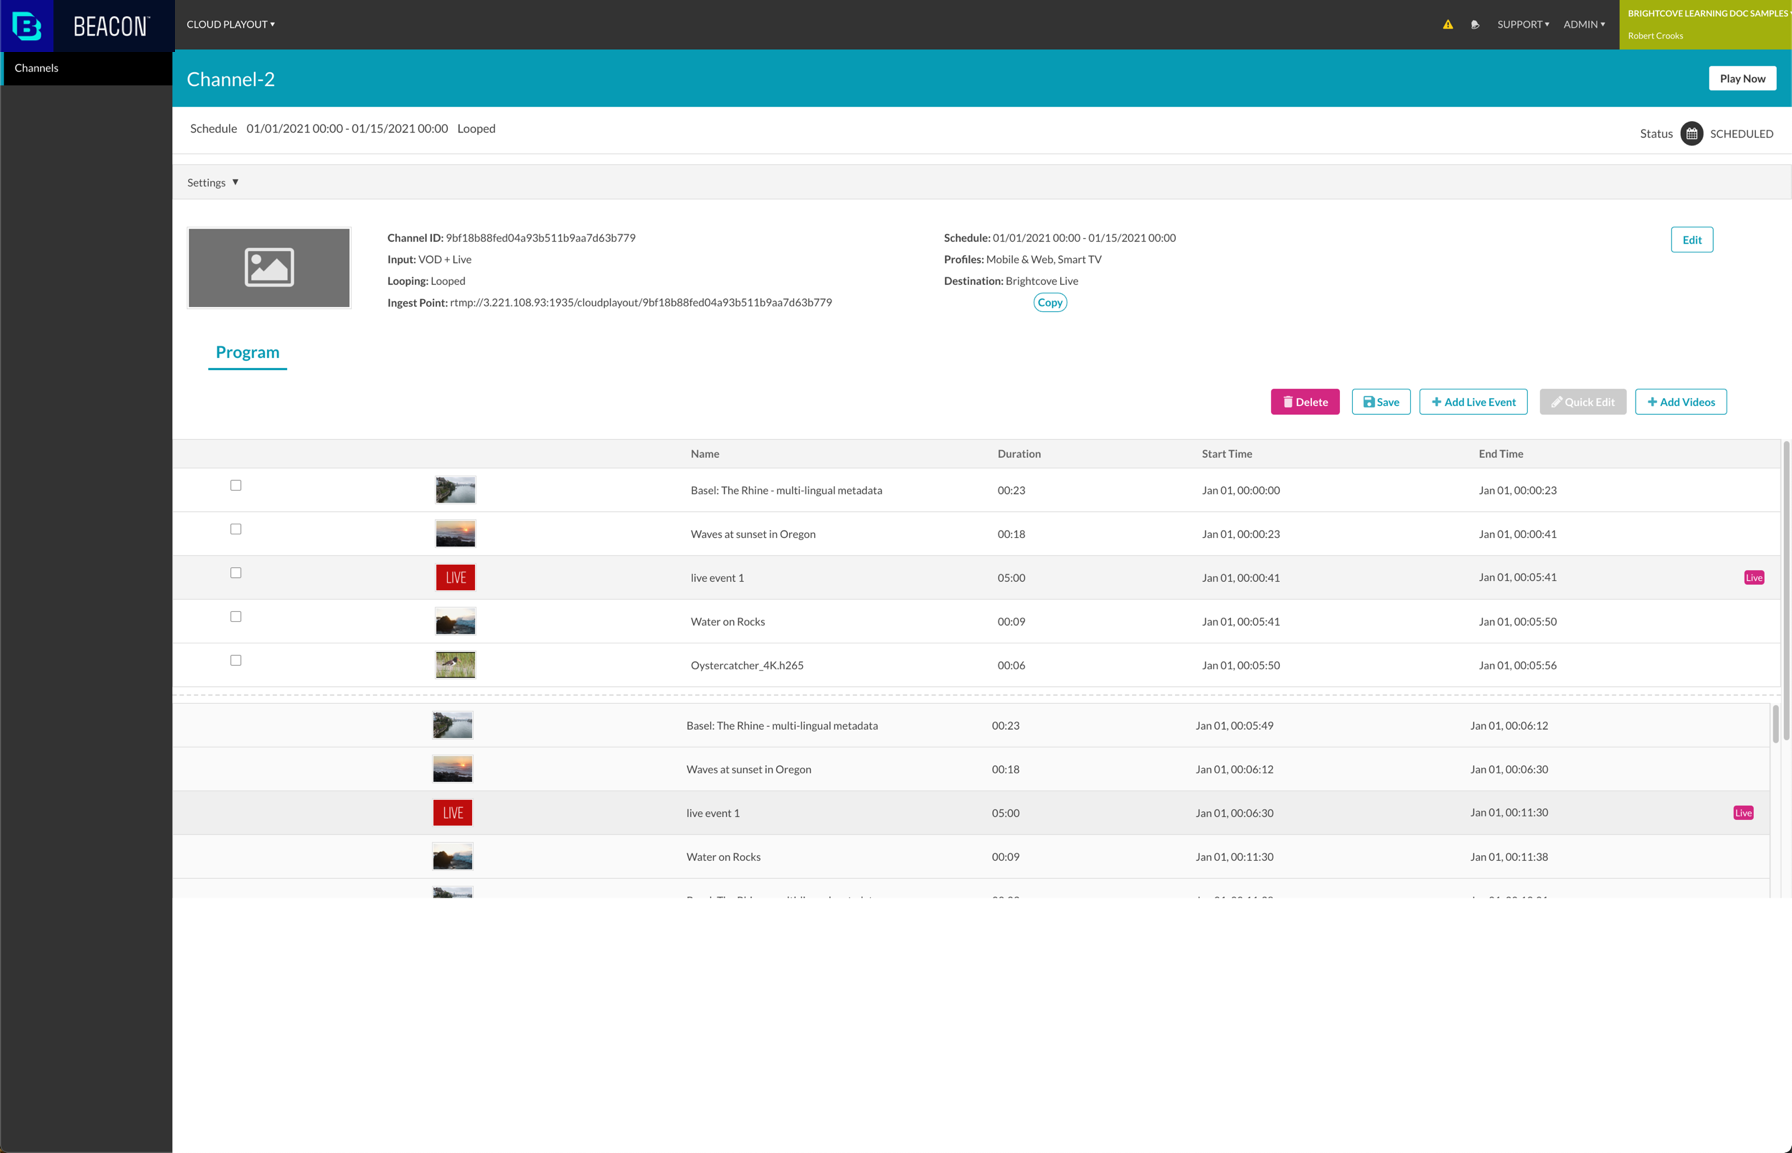 BEACON
CLOUD PLAYOUT ▾
SUPPORT ▾ ADMIN ▾
BRIGHTCOVE LEARNING DOC SAMPLES
Robert Crooks
Channels
Channel-2
Play Now
Schedule 01/01/2021 00:00 - 01/15/2021 00:00 Looped
Status SCHEDULED
Settings ▼
Channel ID: 9bf18b88fed04a93b511b9aa7d63b779
Input: VOD + Live
Looping: Looped
Ingest Point: rtmp://3.221.108.93:1935/cloudplayout/9bf18b88fed04a93b511b9aa7d63b779
Schedule: 01/01/2021 00:00 - 01/15/2021 00:00
Profiles: Mobile & Web, Smart TV
Destination: Brightcove Live
Copy
Edit
Program
Delete Save + Add Live Event Quick Edit + Add Videos
Name Duration Start Time End Time
Basel: The Rhine - multi-lingual metadata 00:23 Jan 01, 00:00:00 Jan 01, 00:00:23
Waves at sunset in Oregon 00:18 Jan 01, 00:00:23 Jan 01, 00:00:41
LIVE live event 1 05:00 Jan 01, 00:00:41 Jan 01, 00:05:41 Live
Water on Rocks 00:09 Jan 01, 00:05:41 Jan 01, 00:05:50
Oystercatcher_4K.h265 00:06 Jan 01, 00:05:50 Jan 01, 00:05:56
Basel: The Rhine - multi-lingual metadata 00:23 Jan 01, 00:05:49 Jan 01, 00:06:12
Waves at sunset in Oregon 00:18 Jan 01, 00:06:12 Jan 01, 00:06:30
LIVE live event 1 05:00 Jan 01, 00:06:30 Jan 01, 00:11:30 Live
Water on Rocks 00:09 Jan 01, 00:11:30 Jan 01, 00:11:38